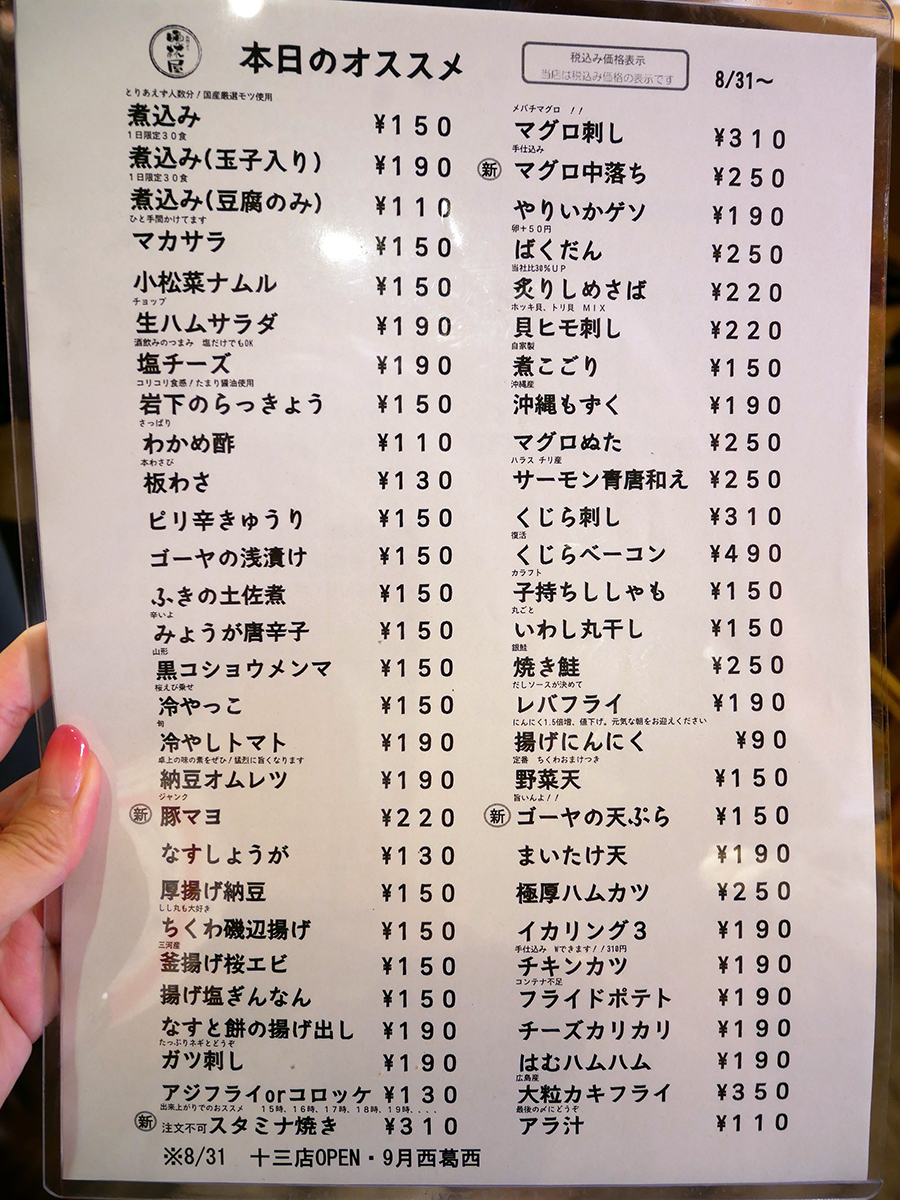 晩杯屋
本日のオススメ
税込み価格表示
当店は税込み価格の表示です
8/31～
とりあえず人数分！国産厳選モツ使用
煮込み ¥150
1日限定30食
煮込み(玉子入り) ¥190
1日限定30食
煮込み(豆腐のみ) ¥110
ひと手間かけてます
マカサラ ¥150
小松菜ナムル ¥150
チョップ
生ハムサラダ ¥190
酒飲みのつまみ 塩だけでもOK
塩チーズ ¥190
コリコリ食感！たまり醤油使用
岩下のらっきょう ¥150
さっぱり
わかめ酢 ¥110
本わさび
板わさ ¥130
ピリ辛きゅうり ¥150
ゴーヤの浅漬け ¥150
ふきの土佐煮 ¥150
辛いよ
みょうが唐辛子 ¥150
山形
黒コショウメンマ ¥150
桜えび乗せ
冷やっこ ¥150
旬
冷やしトマト ¥190
卓上の味の素をぜひ！猛烈に旨くなります
納豆オムレツ ¥190
ジャンク
新 豚マヨ ¥220
なすしょうが ¥130
厚揚げ納豆 ¥150
しし丸も大好き
ちくわ磯辺揚げ ¥150
三河産
釜揚げ桜エビ ¥150
揚げ塩ぎんなん ¥150
なすと餅の揚げ出し ¥190
たっぷりネギとどうぞ
ガツ刺し ¥190
アジフライorコロッケ ¥130
出来上がりでのおススメ 15時、16時、17時、18時、19時....
新 注文不可スタミナ焼き ¥310
※8/31 十三店OPEN・9月西葛西
メバチマグロ ！！
マグロ刺し ¥310
手仕込み
新 マグロ中落ち ¥250
やりいかゲソ ¥190
卵+50円
ばくだん ¥250
当社比30%UP
炙りしめさば ¥220
ホッキ貝、トリ貝 MIX
貝ヒモ刺し ¥220
自家製
煮こごり ¥150
沖縄産
沖縄もずく ¥190
マグロぬた ¥250
ハラス チリ産
サーモン青唐和え ¥250
くじら刺し ¥310
復活
くじらベーコン ¥490
カラフト
子持ちししゃも ¥150
丸ごと
いわし丸干し ¥150
銀鮭
焼き鮭 ¥250
だしソースが決めて
レバフライ ¥190
にんにく1.5倍増、値下げ。元気な朝をお迎えください
揚げにんにく ¥90
定番 ちくわおまけつき
野菜天 ¥150
旨いんよ！！
新 ゴーヤの天ぷら ¥150
まいたけ天 ¥190
極厚ハムカツ ¥250
イカリング3 ¥190
手仕込み Wできます！！310円
チキンカツ ¥190
コンテナ不足
フライドポテト ¥190
チーズカリカリ ¥190
はむハムハム ¥190
広島産
大粒カキフライ ¥350
最後の〆にどうぞ
アラ汁 ¥110